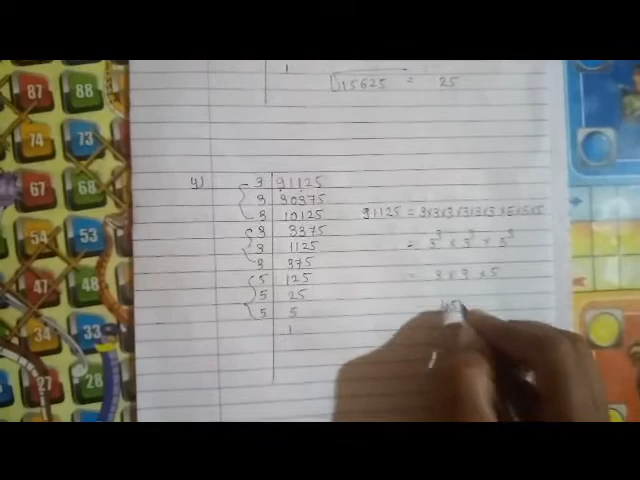 1
∛15625 = 25
4)
3 | 91125
3 | 30375
3 | 10125
3 | 3375
3 | 1125
3 | 375
5 | 125
5 | 25
5 | 5
1
91125 = 3×3×3×3×3×3×5×5×5
= 3³ × 3³ × 5³
= 3 × 3 × 5
45
87
88
74
73
67
68
54
53
47
48
34
33
27
28